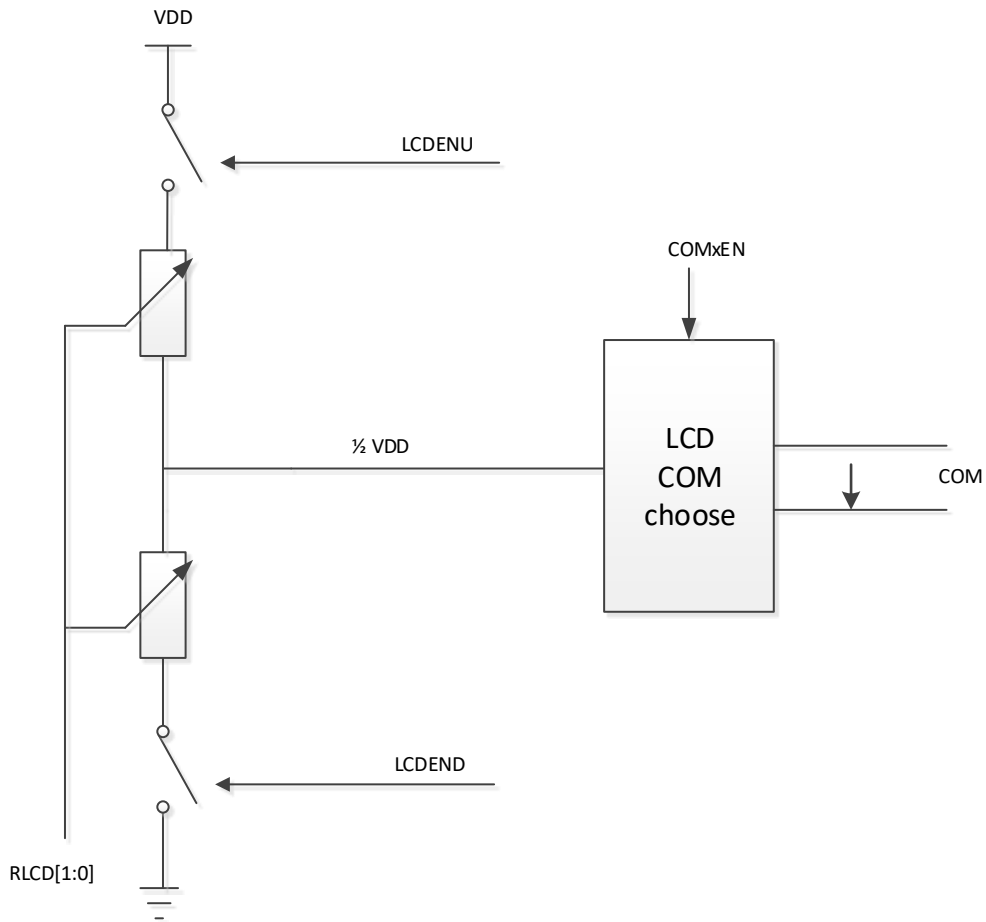 VDD
LCDENU
COMxEN
½ VDD
LCD
COM
choose
COM
LCDEND
RLCD[1:0]